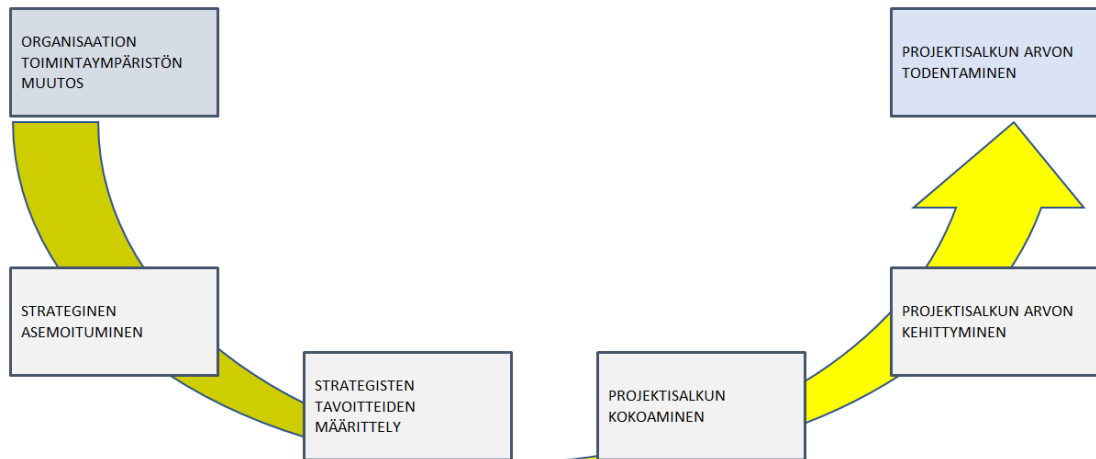 ORGANISAATION
TOIMINTAYMPÄRISTÖN
MUUTOS
STRATEGINEN
ASEMOITUMINEN
STRATEGISTEN
TAVOITTEIDEN
MÄÄRITTELY
PROJEKTISALKUN
KOKOAMINEN
PROJEKTISALKUN ARVON
KEHITTYMINEN
PROJEKTISALKUN ARVON
TODENTAMINEN